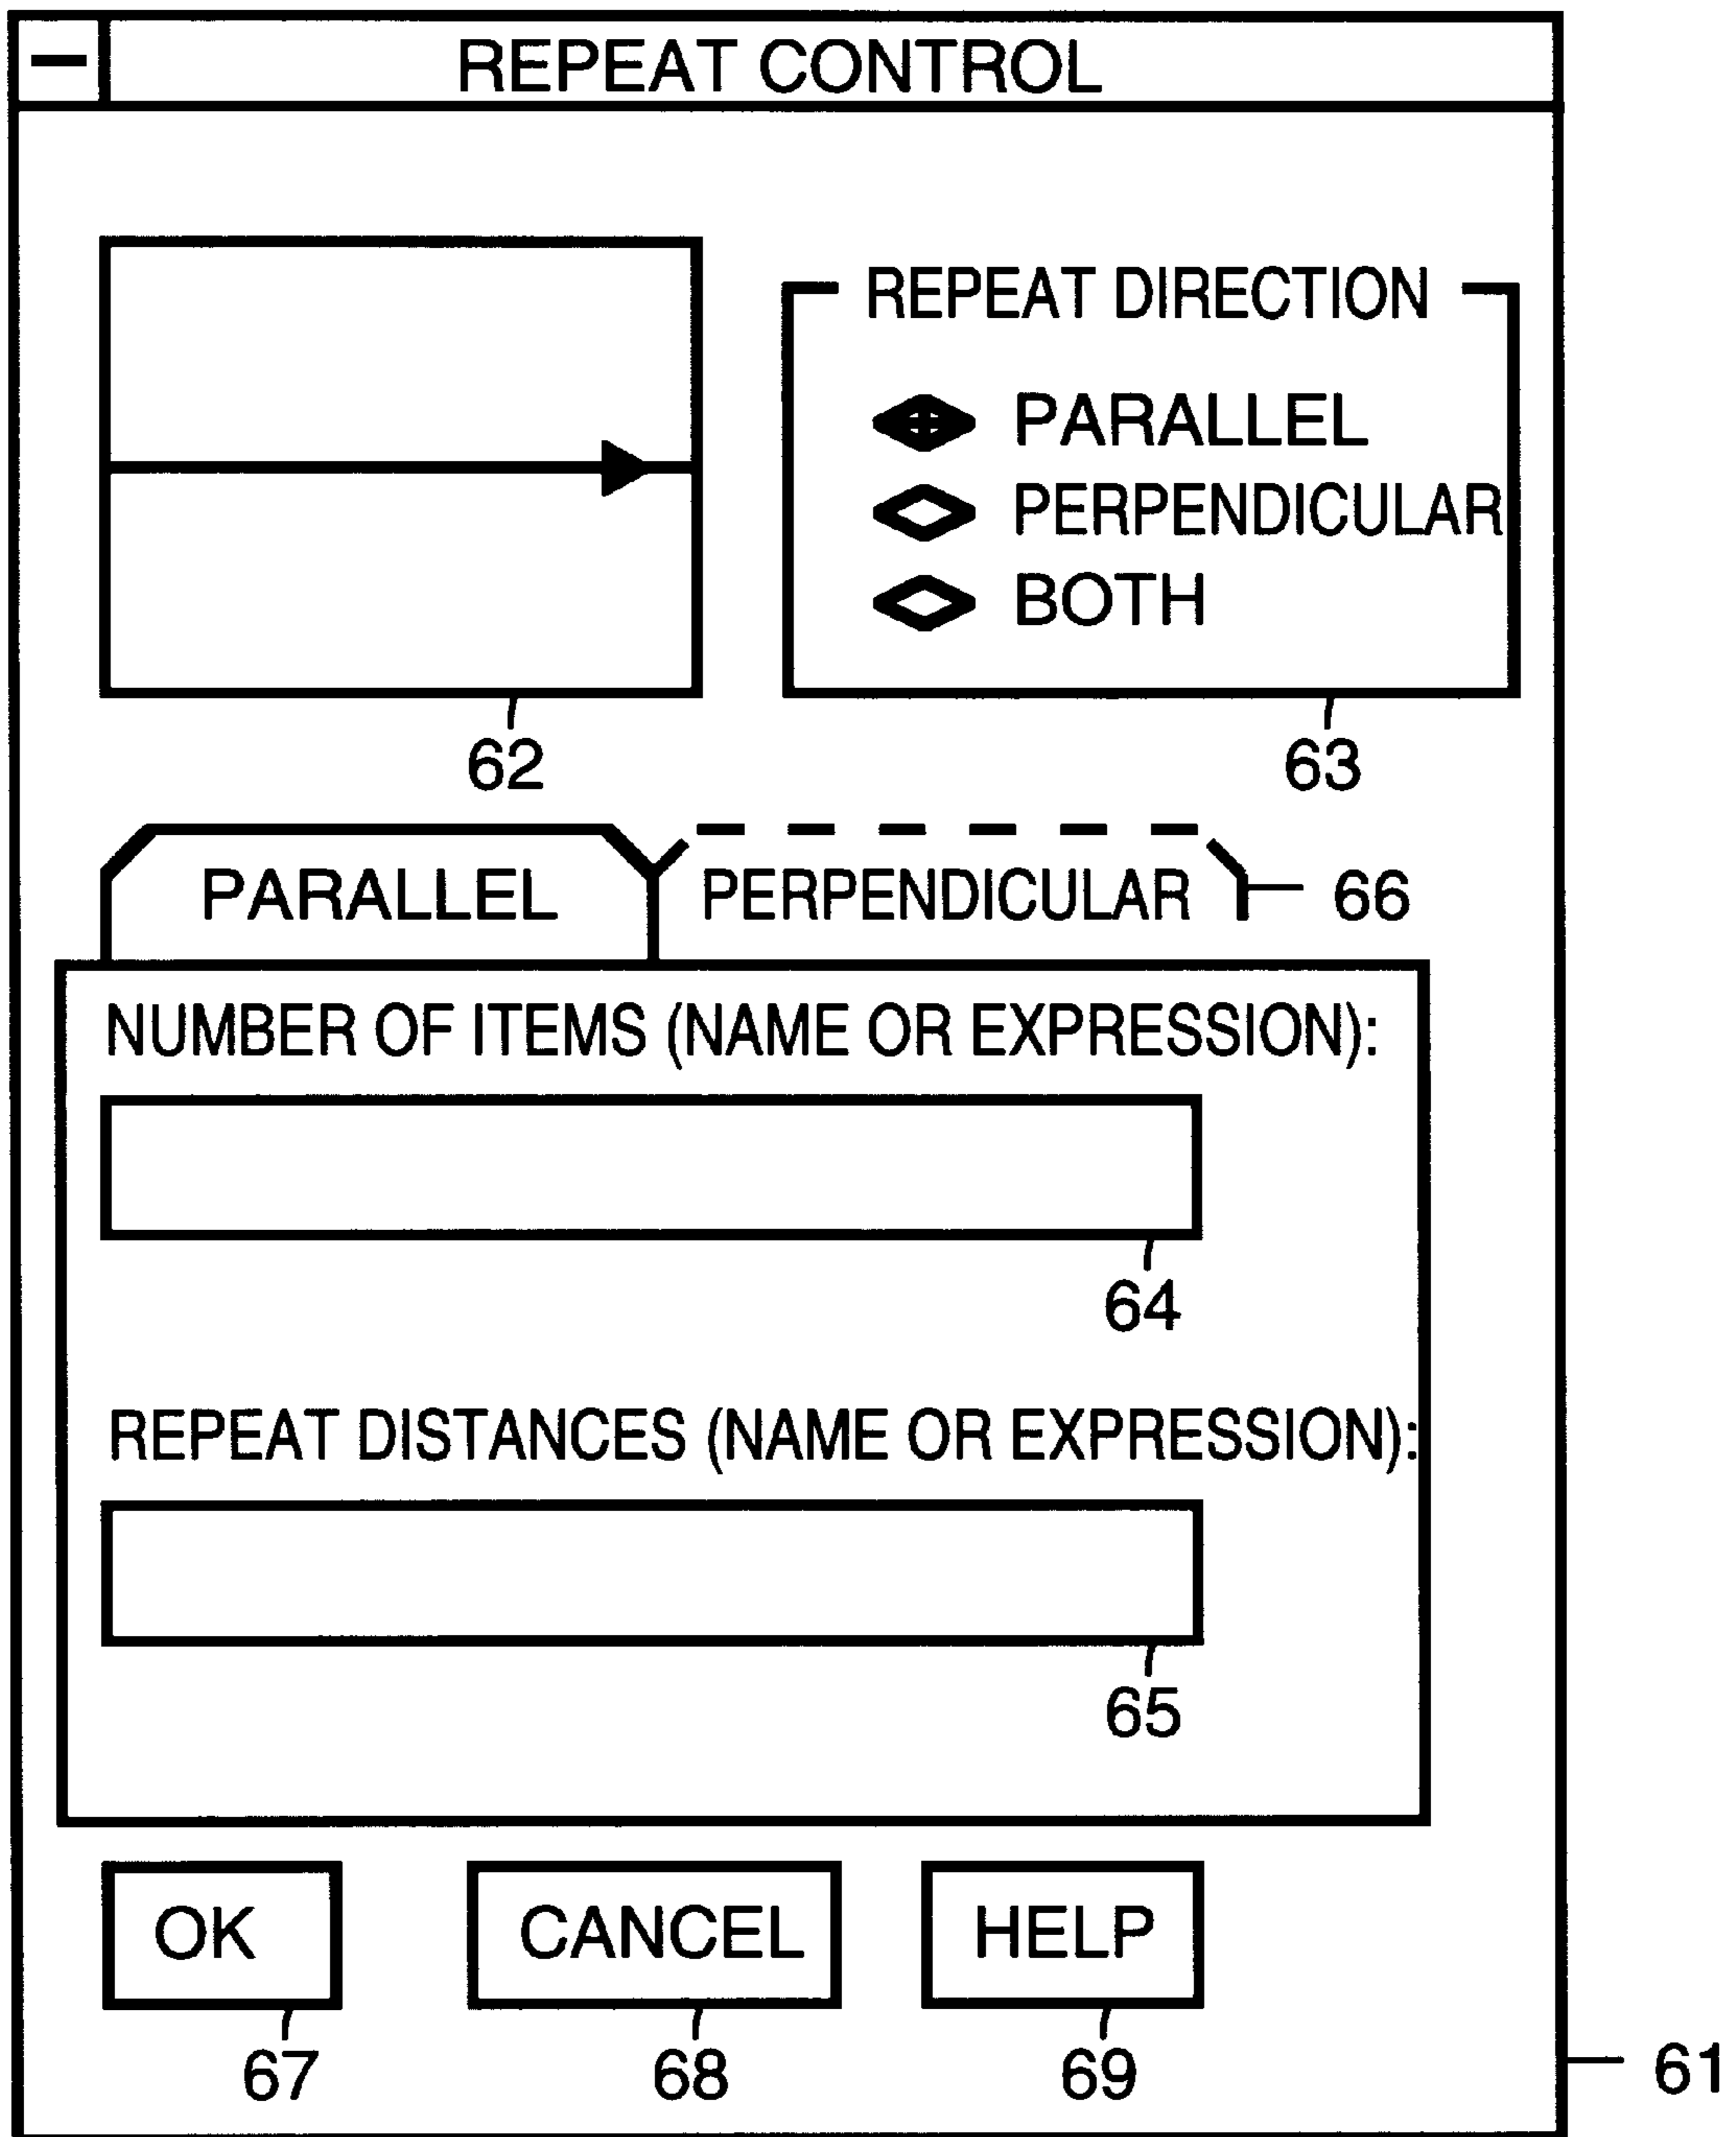 REPEAT CONTROL
REPEAT DIRECTION
PARALLEL
PERPENDICULAR
BOTH
62
63
PARALLEL
PERPENDICULAR
66
NUMBER OF ITEMS (NAME OR EXPRESSION):
64
REPEAT DISTANCES (NAME OR EXPRESSION):
65
OK
CANCEL
HELP
67
68
69
61